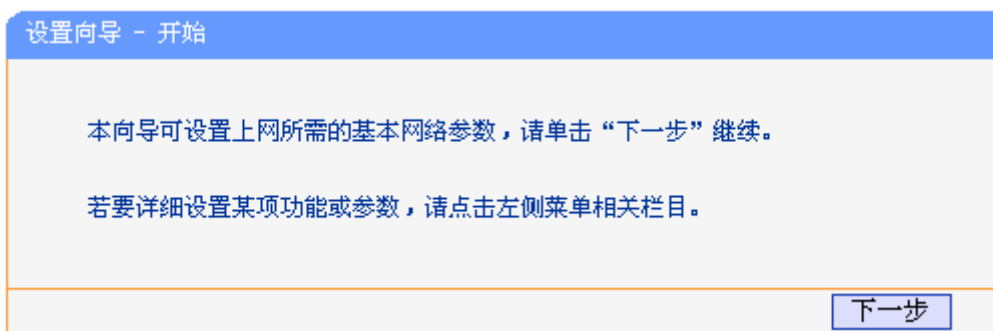 设置向导 - 开始
本向导可设置上网所需的基本网络参数，请单击“下一步”继续。
若要详细设置某项功能或参数，请点击左侧菜单相关栏目。
下一步